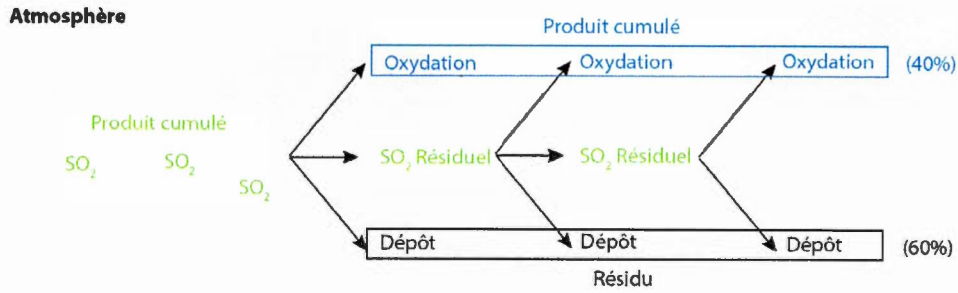 Atmosphère
Produit cumulé
Oxydation Oxydation Oxydation (40%)
Produit cumulé
SO₂ SO₂ SO₂
SO₂ Résiduel SO₂ Résiduel
Dépôt Dépôt Dépôt (60%)
Résidu